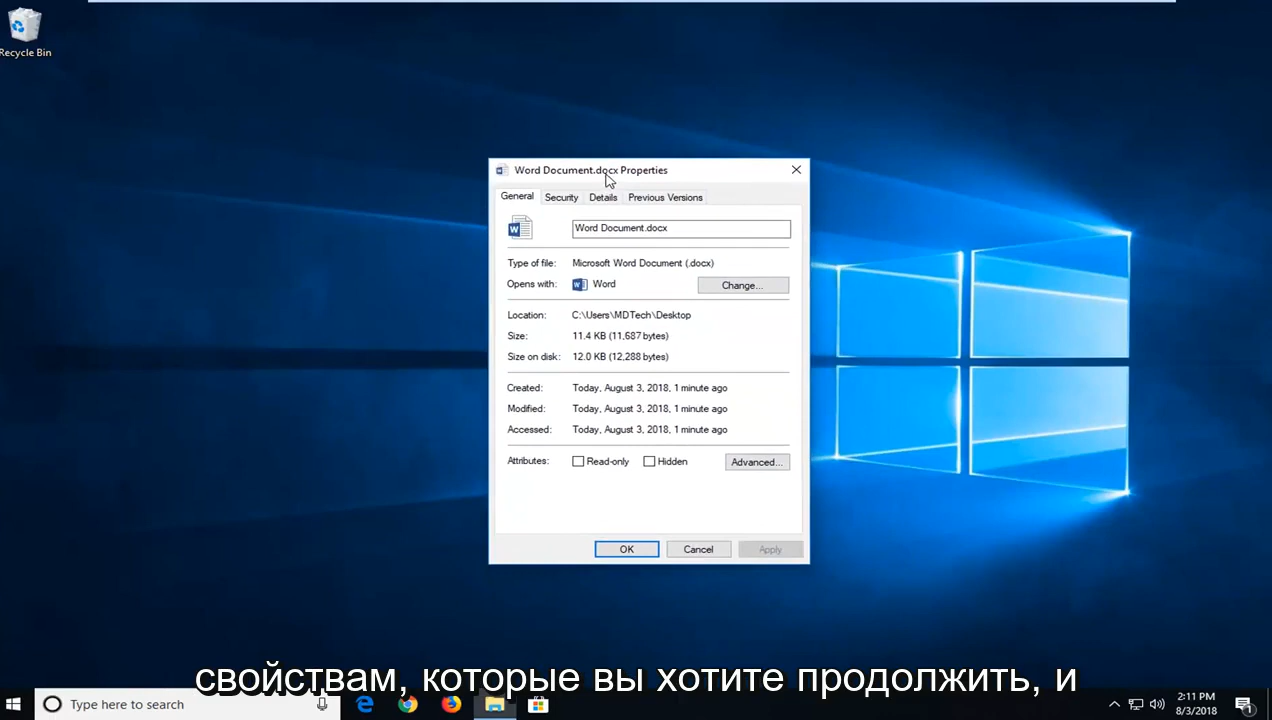 Recycle Bin
Word Document.docx Properties
General Security Details Previous Versions
Word Document.docx
Type of file: Microsoft Word Document (.docx)
Opens with: Word Change...
Location: C:\Users\MDTech\Desktop
Size: 11.4 KB (11,687 bytes)
Size on disk: 12.0 KB (12,288 bytes)
Created: Today, August 3, 2018, 1 minute ago
Modified: Today, August 3, 2018, 1 minute ago
Accessed: Today, August 3, 2018, 1 minute ago
Attributes: Read-only Hidden Advanced...
OK Cancel Apply
свойствам, которые вы хотите продолжить, и
Type here to search
2:11 PM
8/3/2018